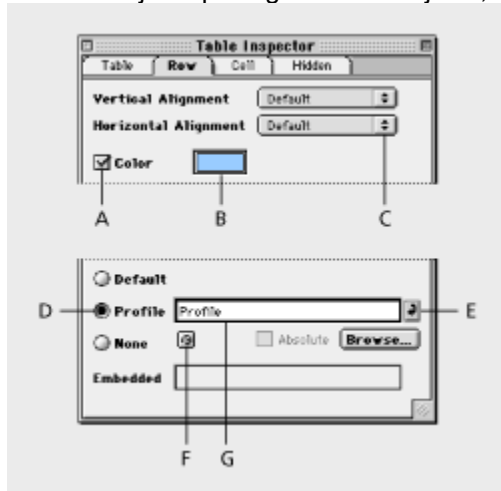 Table Inspector
Table Row Cell Hidden
Vertical Alignment Default
Horizontal Alignment Default
Color
A B C
Default
D Profile Profile E
None Absolute Browse...
Embedded
F G